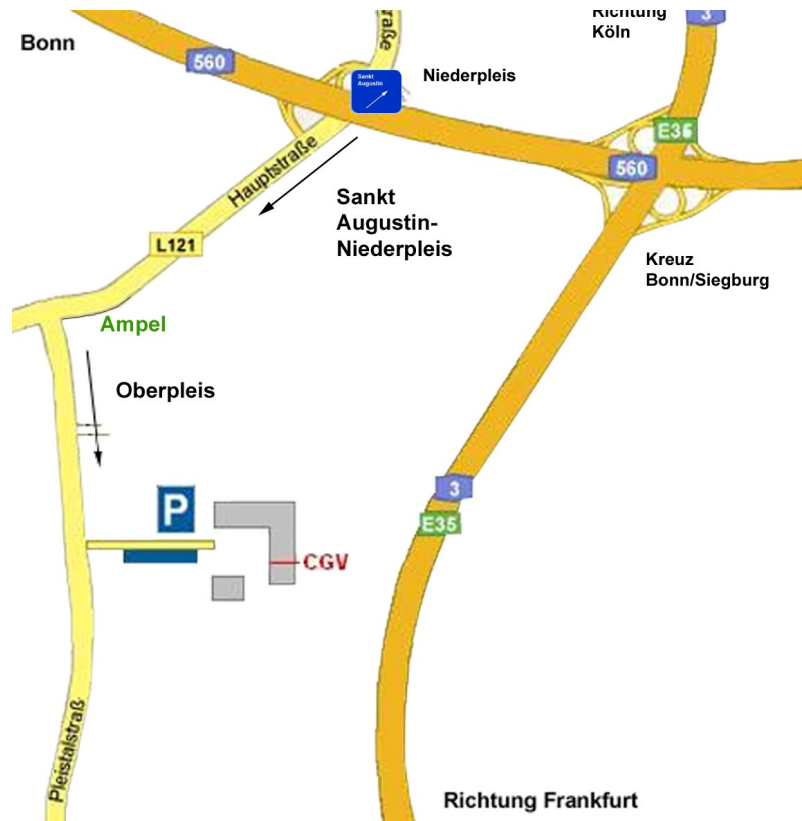 raße
3
Richtung
Köln
Bonn
560
Sankt
Augustin
Niederpleis
E35
560
Hauptstraße
Sankt
Augustin-
Niederpleis
L121
Kreuz
Bonn/Siegburg
Ampel
Oberpleis
3
P
E35
CGV
Pleistalstraß
Richtung Frankfurt